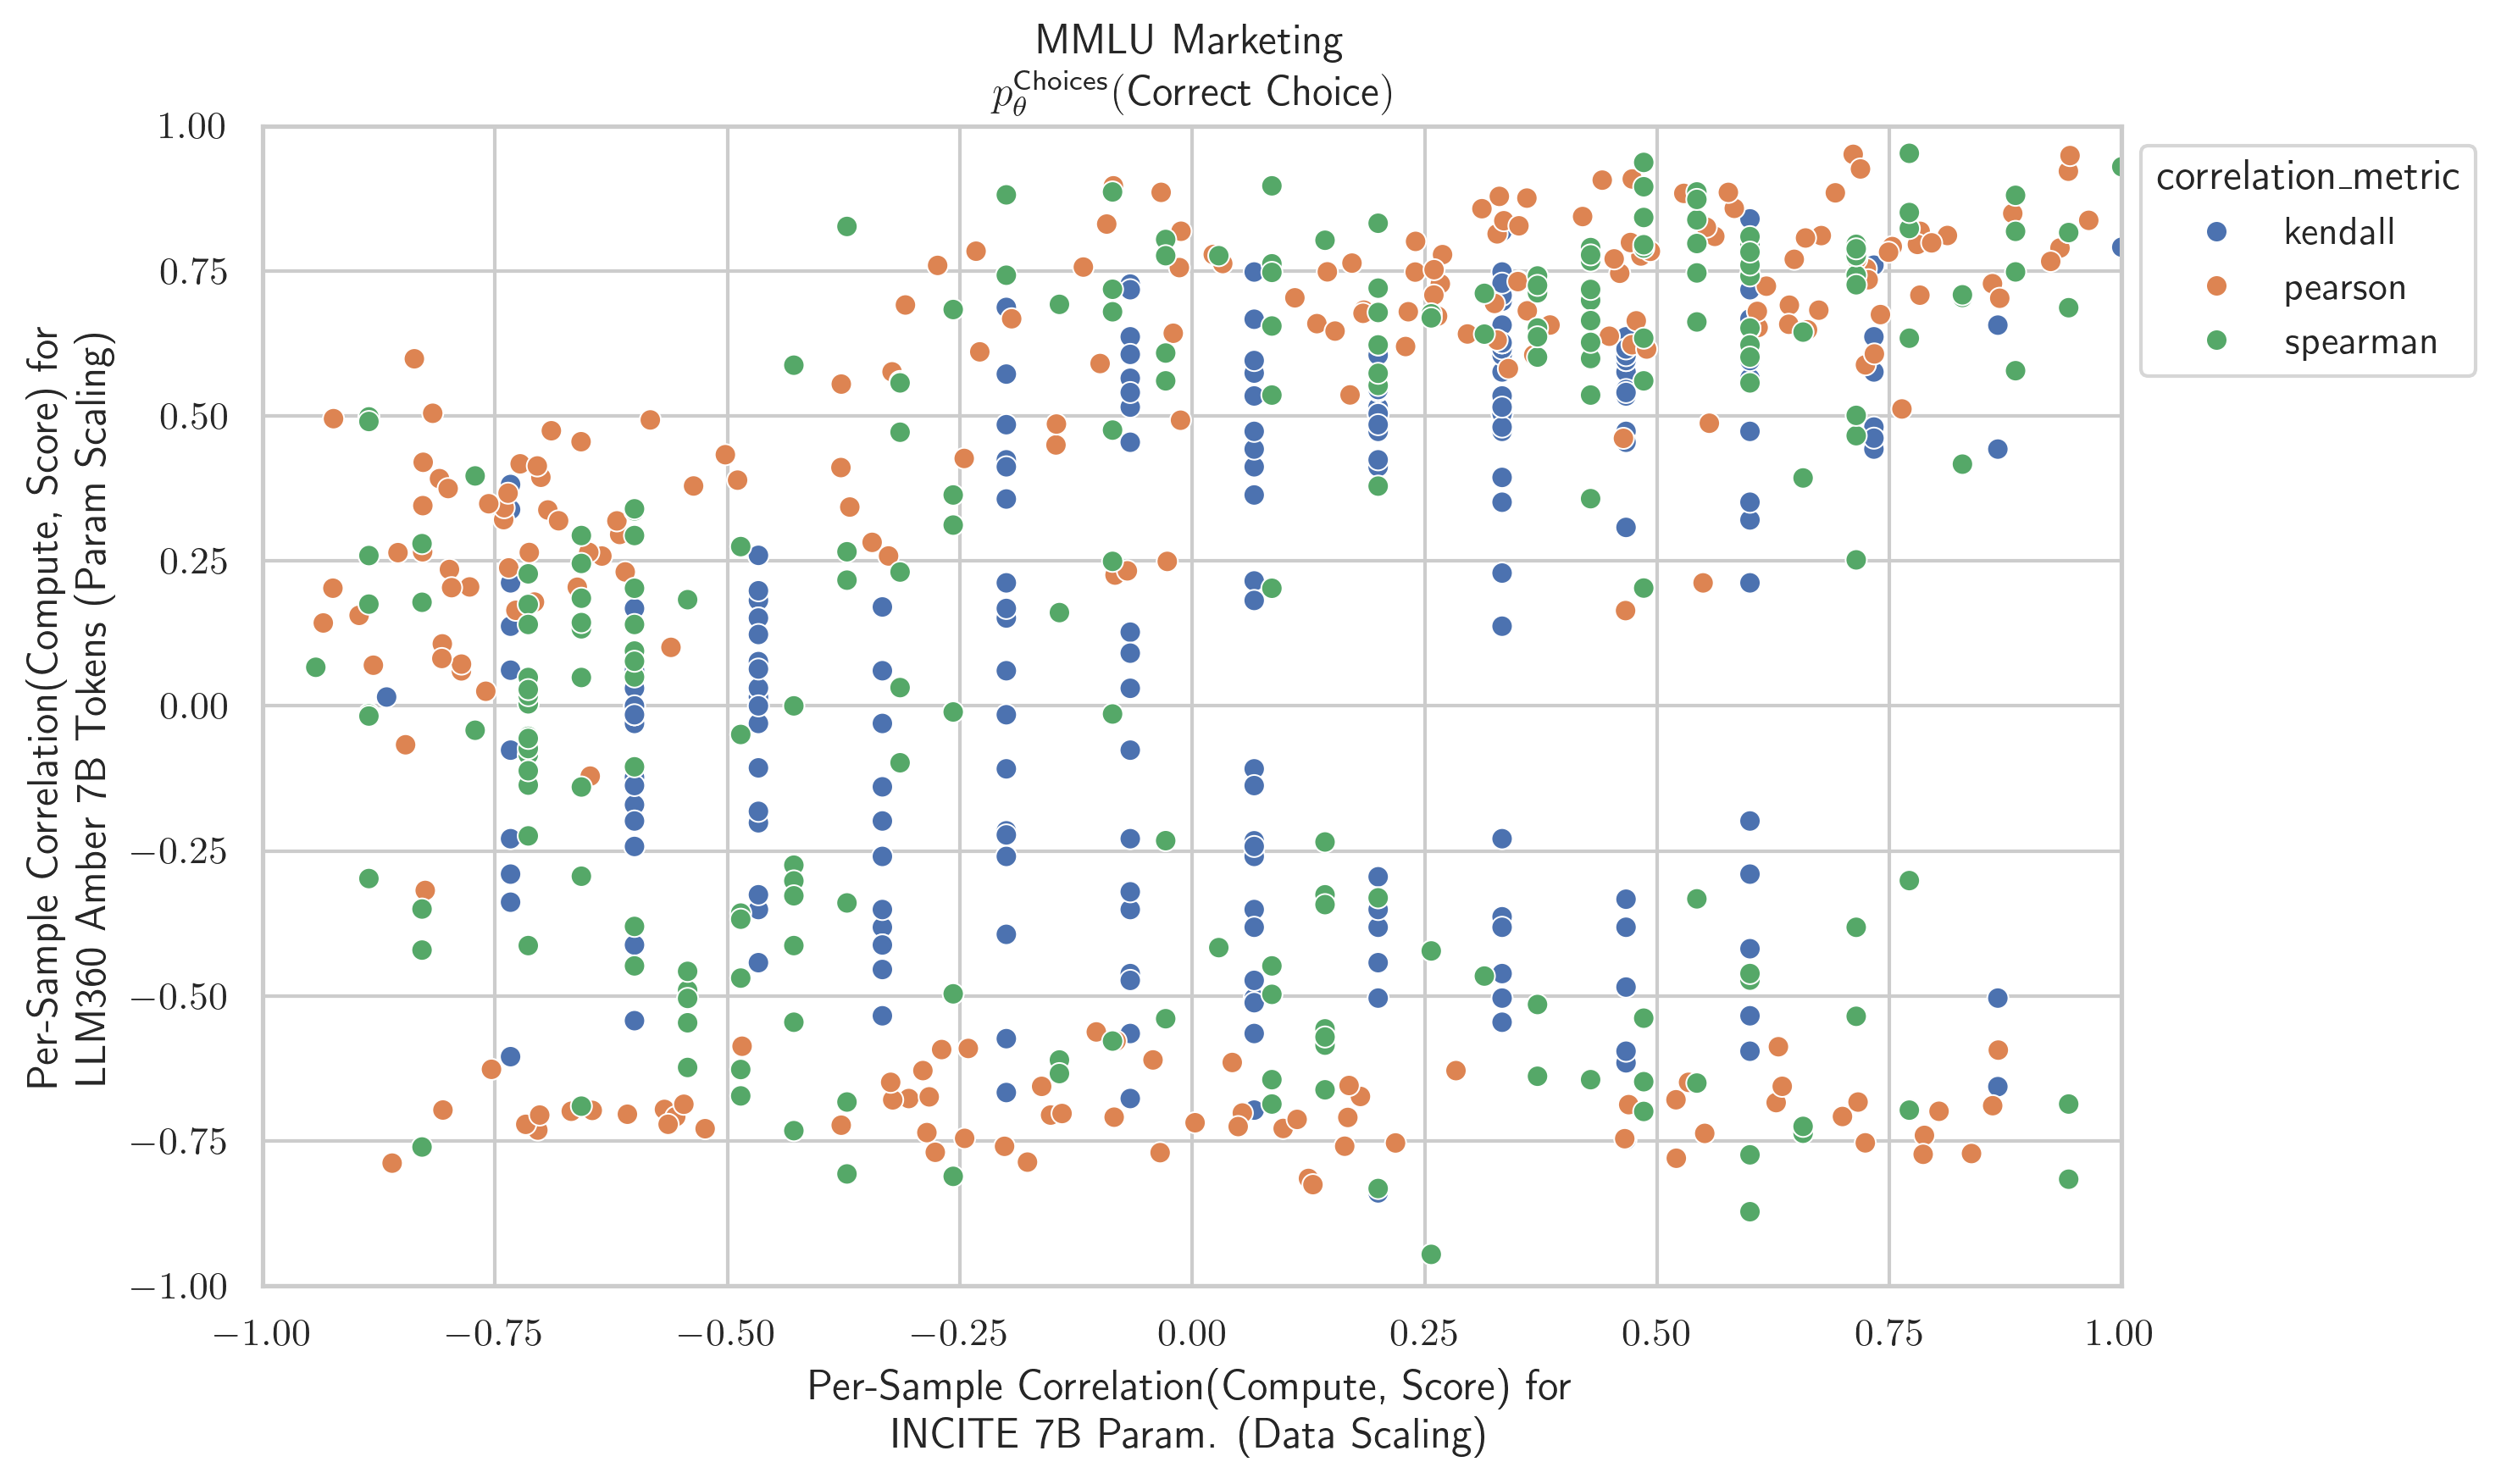 MMLU Marketing
p_θ^Choices(Correct Choice)
Per-Sample Correlation(Compute, Score) for
LLM360 Amber 7B Tokens (Param Scaling)
1.00
0.75
0.50
0.25
0.00
−0.25
−0.50
−0.75
−1.00
−1.00 −0.75 −0.50 −0.25 0.00 0.25 0.50 0.75 1.00
Per-Sample Correlation(Compute, Score) for
INCITE 7B Param. (Data Scaling)
correlation_metric
kendall
pearson
spearman